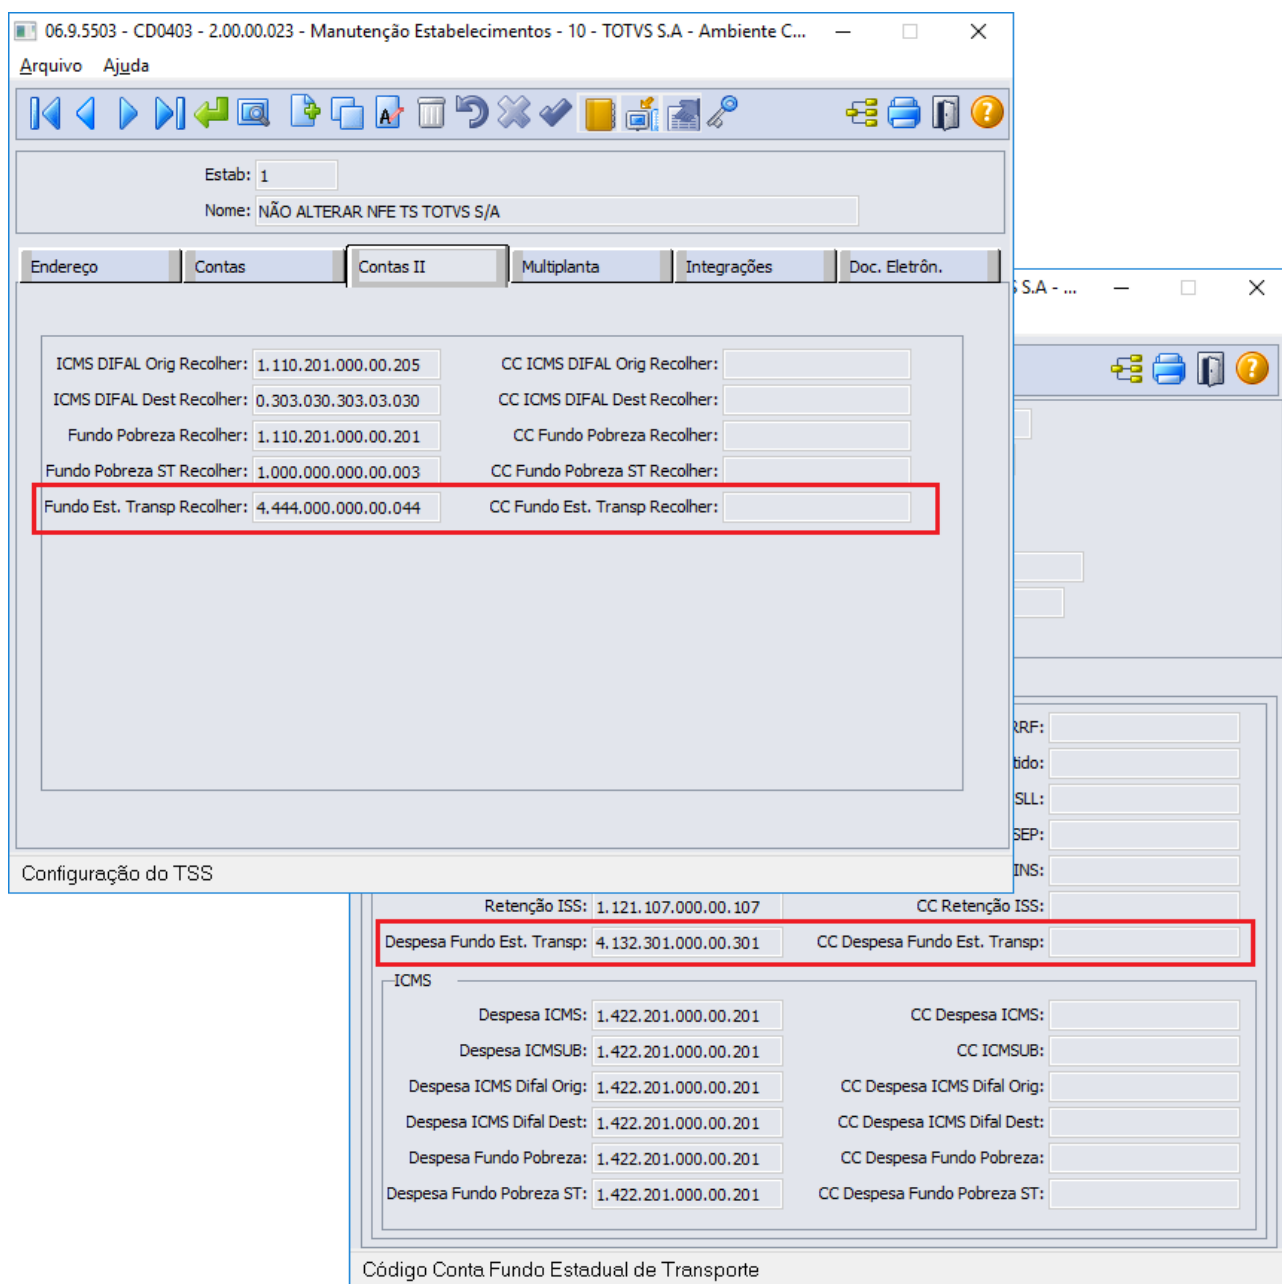 06.9.5503 - CD0403 - 2.00.00.023 - Manutenção Estabelecimentos - 10 - TOTVS S.A - Ambiente C...
Arquivo Ajuda
Estab: 1
Nome: NÃO ALTERAR NFE TS TOTVS S/A
Endereço Contas Contas II Multiplanta Integrações Doc. Eletrôn.
ICMS DIFAL Orig Recolher: 1.110.201.000.00.205 CC ICMS DIFAL Orig Recolher:
ICMS DIFAL Dest Recolher: 0.303.030.303.03.030 CC ICMS DIFAL Dest Recolher:
Fundo Pobreza Recolher: 1.110.201.000.00.201 CC Fundo Pobreza Recolher:
Fundo Pobreza ST Recolher: 1.000.000.000.00.003 CC Fundo Pobreza ST Recolher:
Fundo Est. Transp Recolher: 4.444.000.000.00.044 CC Fundo Est. Transp Recolher:
Configuração do TSS
S.A - ...
RRF:
tido:
SLL:
SEP:
INS:
Retenção ISS: 1.121.107.000.00.107 CC Retenção ISS:
Despesa Fundo Est. Transp: 4.132.301.000.00.301 CC Despesa Fundo Est. Transp:
ICMS
Despesa ICMS: 1.422.201.000.00.201 CC Despesa ICMS:
Despesa ICMSUB: 1.422.201.000.00.201 CC ICMSUB:
Despesa ICMS Difal Orig: 1.422.201.000.00.201 CC Despesa ICMS Difal Orig:
Despesa ICMS Difal Dest: 1.422.201.000.00.201 CC Despesa ICMS Difal Dest:
Despesa Fundo Pobreza: 1.422.201.000.00.201 CC Despesa Fundo Pobreza:
Despesa Fundo Pobreza ST: 1.422.201.000.00.201 CC Despesa Fundo Pobreza ST:
Código Conta Fundo Estadual de Transporte